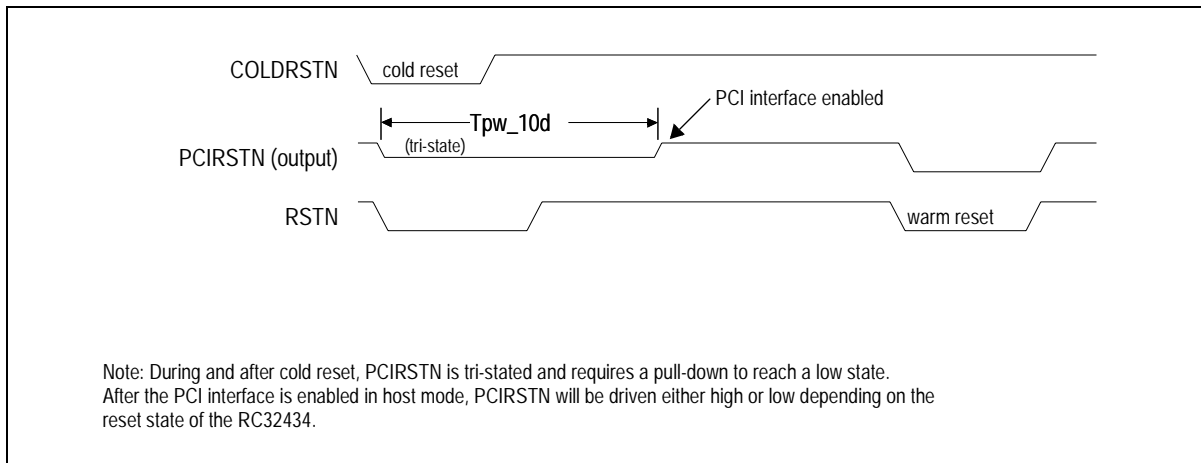 COLDRSTN
cold reset
PCI interface enabled
Tpw_10d
PCIRSTN (output)
(tri-state)
RSTN
warm reset
Note: During and after cold reset, PCIRSTN is tri-stated and requires a pull-down to reach a low state.
After the PCI interface is enabled in host mode, PCIRSTN will be driven either high or low depending on the
reset state of the RC32434.